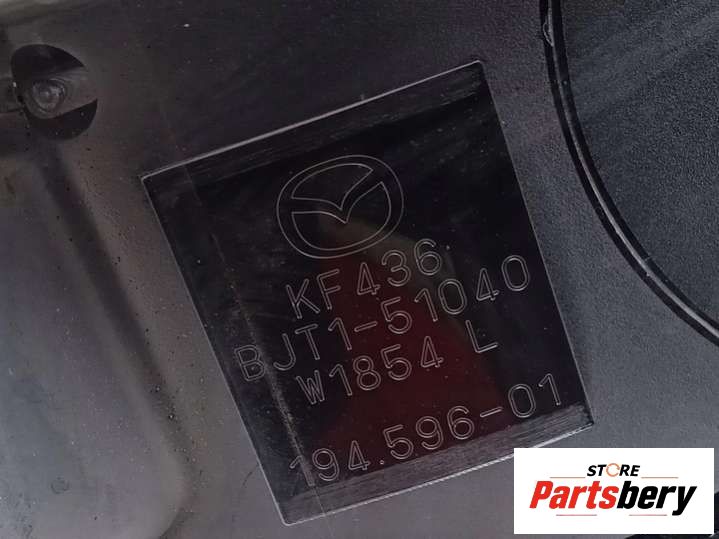 KF436
BJT1-51040
W1854 L
194.596-01
STORE
Partsbery